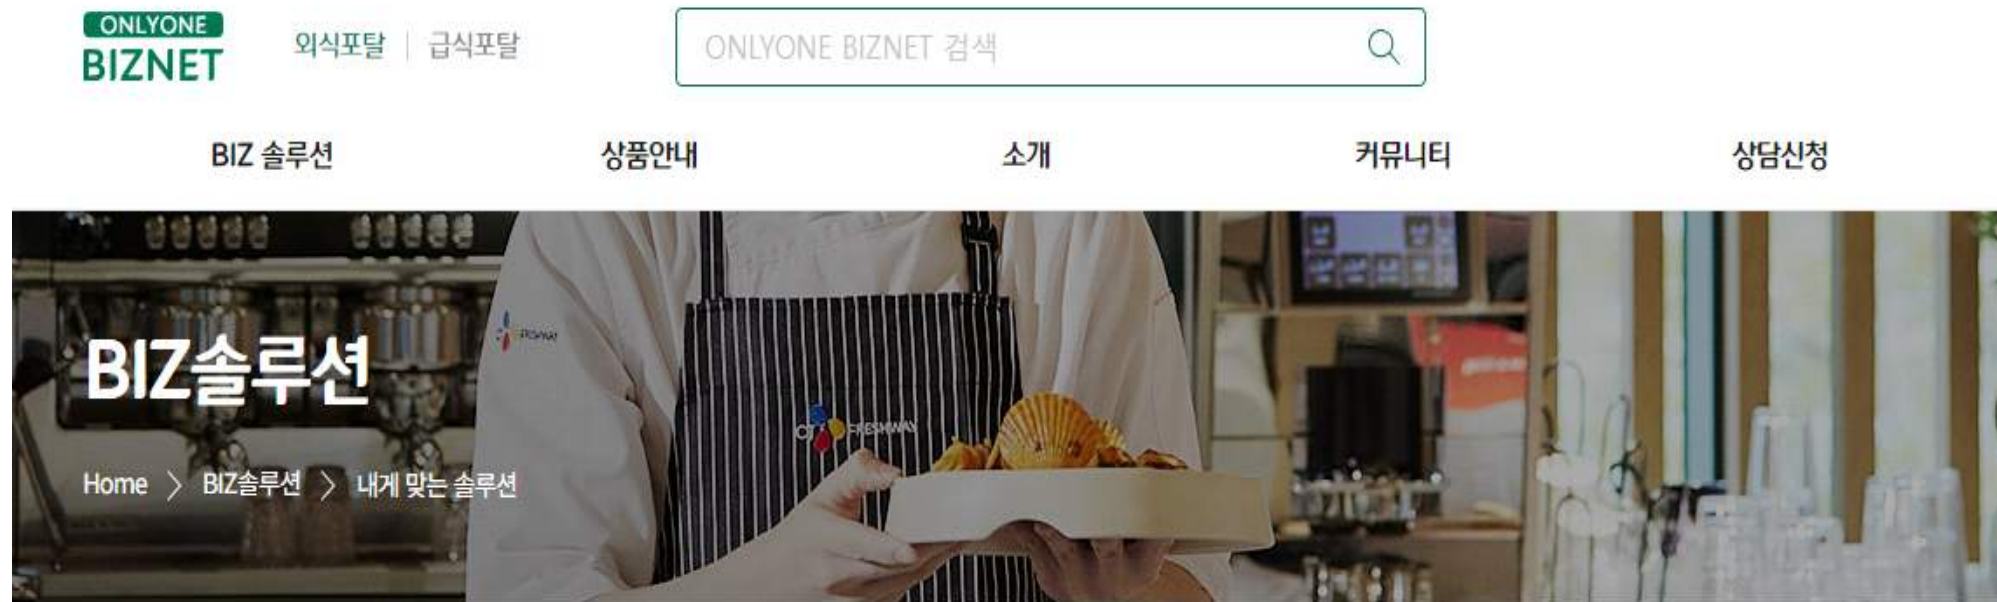 ONLYONE
BIZNET
외식포탈 | 급식포탈
ONLYONE BIZNET 검색
BIZ 솔루션 상품안내 소개 커뮤니티 상담신청
BIZ솔루션
CJ FRESHWAY
Home > BIZ솔루션 > 내게 맞는 솔루션